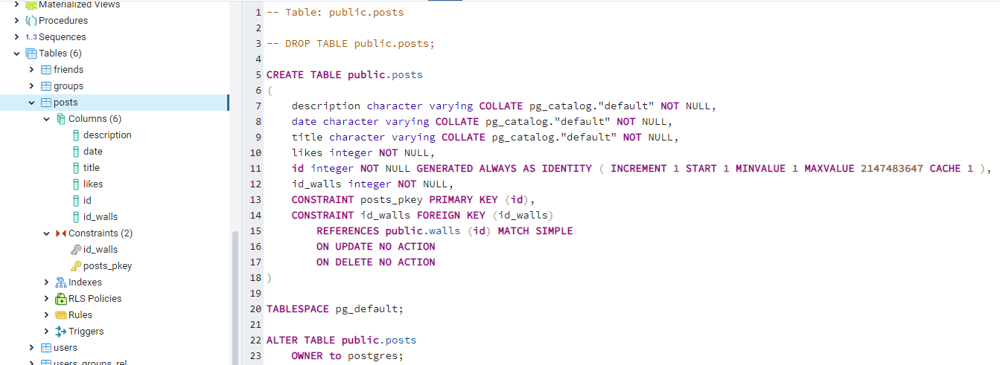 Materialized Views
Procedures
1..3 Sequences
Tables (6)
friends
groups
posts
Columns (6)
description
date
title
likes
id
id_walls
Constraints (2)
id_walls
posts_pkey
Indexes
RLS Policies
Rules
Triggers
users
users_groups_rel
1 -- Table: public.posts
2
3 -- DROP TABLE public.posts;
4
5 CREATE TABLE public.posts
6 (
7 description character varying COLLATE pg_catalog."default" NOT NULL,
8 date character varying COLLATE pg_catalog."default" NOT NULL,
9 title character varying COLLATE pg_catalog."default" NOT NULL,
10 likes integer NOT NULL,
11 id integer NOT NULL GENERATED ALWAYS AS IDENTITY ( INCREMENT 1 START 1 MINVALUE 1 MAXVALUE 2147483647 CACHE 1 ),
12 id_walls integer NOT NULL,
13 CONSTRAINT posts_pkey PRIMARY KEY (id),
14 CONSTRAINT id_walls FOREIGN KEY (id_walls)
15 REFERENCES public.walls (id) MATCH SIMPLE
16 ON UPDATE NO ACTION
17 ON DELETE NO ACTION
18 )
19
20 TABLESPACE pg_default;
21
22 ALTER TABLE public.posts
23 OWNER to postgres;